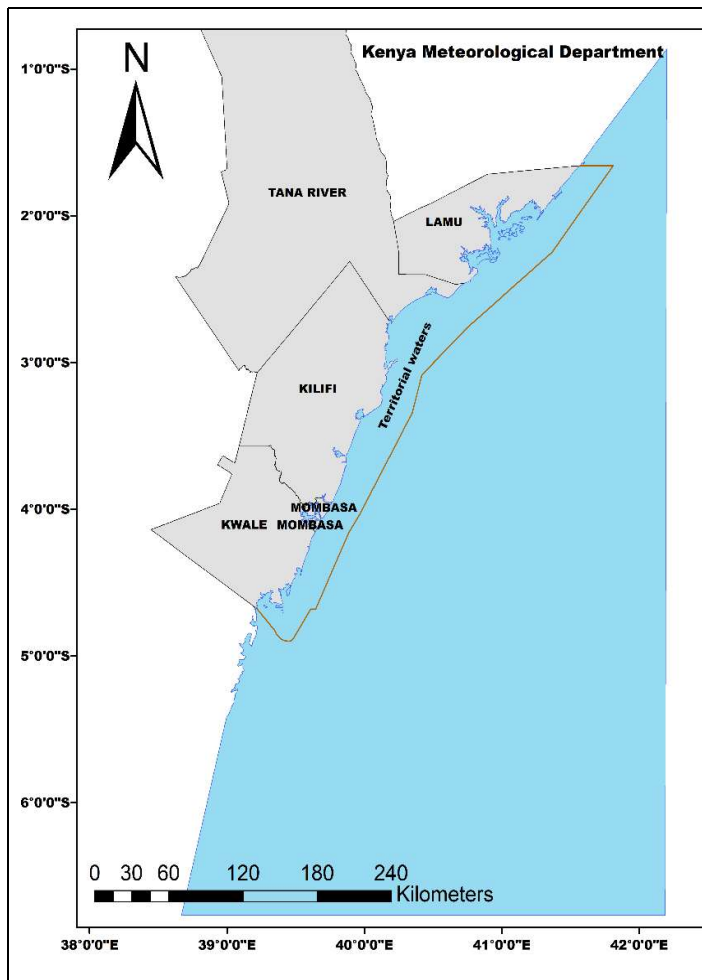 Kenya Meteorological Department
N
1°0'0"S
TANA RIVER
2°0'0"S
LAMU
3°0'0"S
Territorial waters
KILIFI
4°0'0"S
MOMBASA
KWALE MOMBASA
5°0'0"S
6°0'0"S
0 30 60 120 180 240
Kilometers
38°0'0"E 39°0'0"E 40°0'0"E 41°0'0"E 42°0'0"E